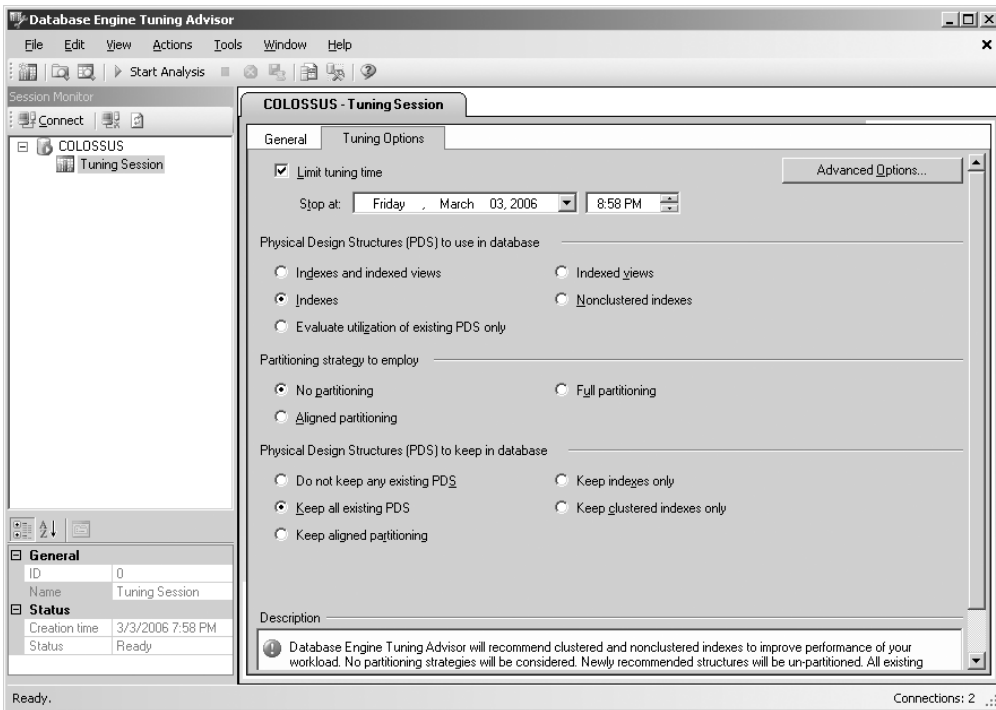 Database Engine Tuning Advisor
File Edit View Actions Tools Window Help
Start Analysis
Session Monitor
Connect
COLOSSUS
Tuning Session
COLOSSUS - Tuning Session
General Tuning Options
Limit tuning time
Advanced Options...
Stop at: Friday , March 03, 2006 8:58 PM
Physical Design Structures (PDS) to use in database
Indexes and indexed views Indexed views
Indexes Nonclustered indexes
Evaluate utilization of existing PDS only
Partitioning strategy to employ
No partitioning Full partitioning
Aligned partitioning
Physical Design Structures (PDS) to keep in database
Do not keep any existing PDS Keep indexes only
Keep all existing PDS Keep clustered indexes only
Keep aligned partitioning
General
ID 0
Name Tuning Session
Status
Creation time 3/3/2006 7:58 PM
Status Ready
Description
Database Engine Tuning Advisor will recommend clustered and nonclustered indexes to improve performance of your
workload. No partitioning strategies will be considered. Newly recommended structures will be un-partitioned. All existing
Ready. Connections: 2